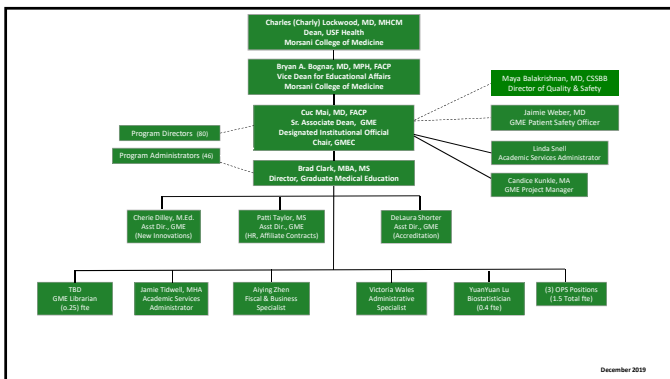 Charles (Charly) Lockwood, MD, MHCM
Dean, USF Health
Morsani College of Medicine
Bryan A. Bognar, MD, MPH, FACP
Vice Dean for Educational Affairs
Morsani College of Medicine
Maya Balakrishnan, MD, CSSBB
Director of Quality & Safety
Cuc Mai, MD, FACP
Sr. Associate Dean, GME
Designated Institutional Official
Chair, GMEC
Jaimie Weber, MD
GME Patient Safety Officer
Program Directors (80)
Linda Snell
Academic Services Administrator
Program Administrators (46)
Brad Clark, MBA, MS
Director, Graduate Medical Education
Candice Kunkle, MA
GME Project Manager
Cherie Dilley, M.Ed.
Asst Dir., GME
(New Innovations)
Patti Taylor, MS
Asst Dir., GME
(HR, Affiliate Contracts)
DeLaura Shorter
Asst Dir., GME
(Accreditation)
TBD
GME Librarian
(o.25) fte
Jamie Tidwell, MHA
Academic Services
Administrator
Aiying Zhen
Fiscal & Business
Specialist
Victoria Wales
Administrative
Specialist
YuanYuan Lu
Biostatistician
(0.4 fte)
(3) OPS Positions
(1.5 Total fte)
December 2019